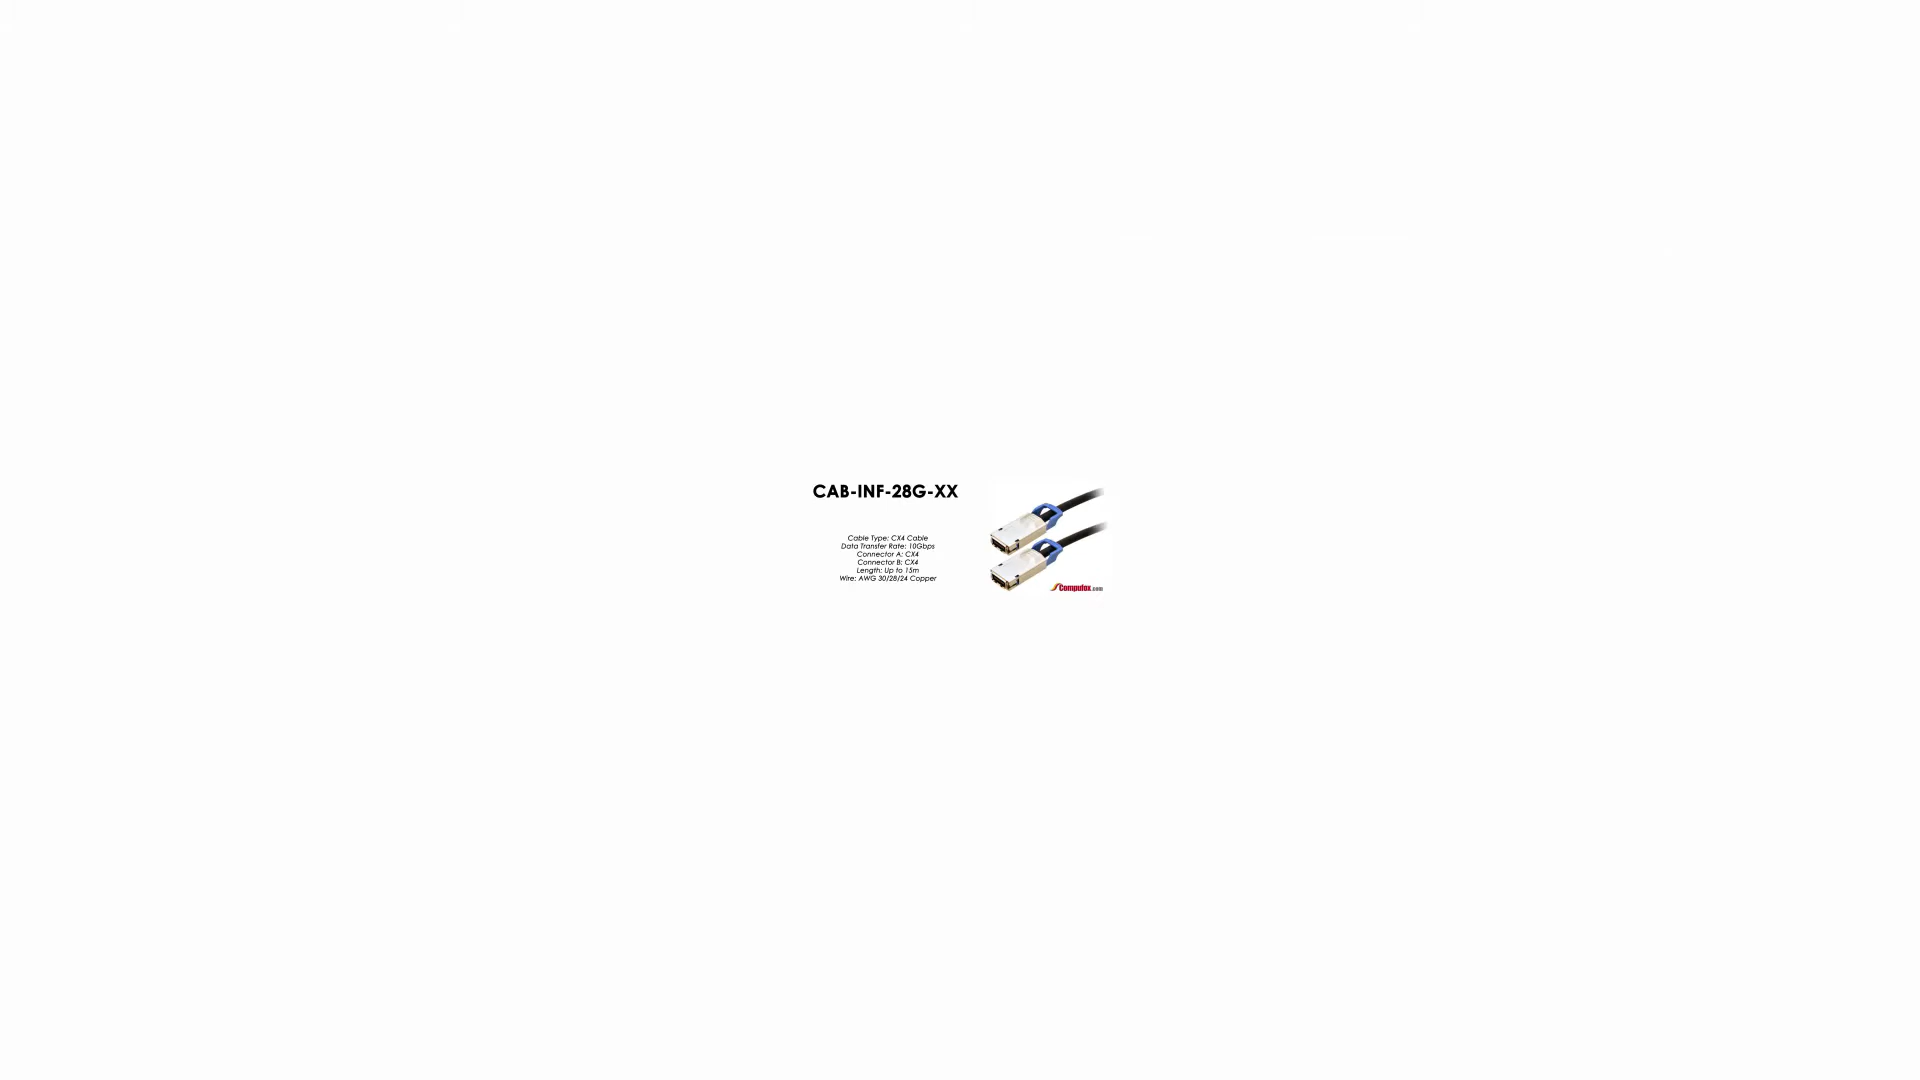 CAB-INF-28G-XX
Cable Type: CX4 Cable
Data Transfer Rate: 10Gbps
Connector A: CX4
Connector B: CX4
Length: Up to 15m
Wire: AWG 30/28/24 Copper
Compufox.com